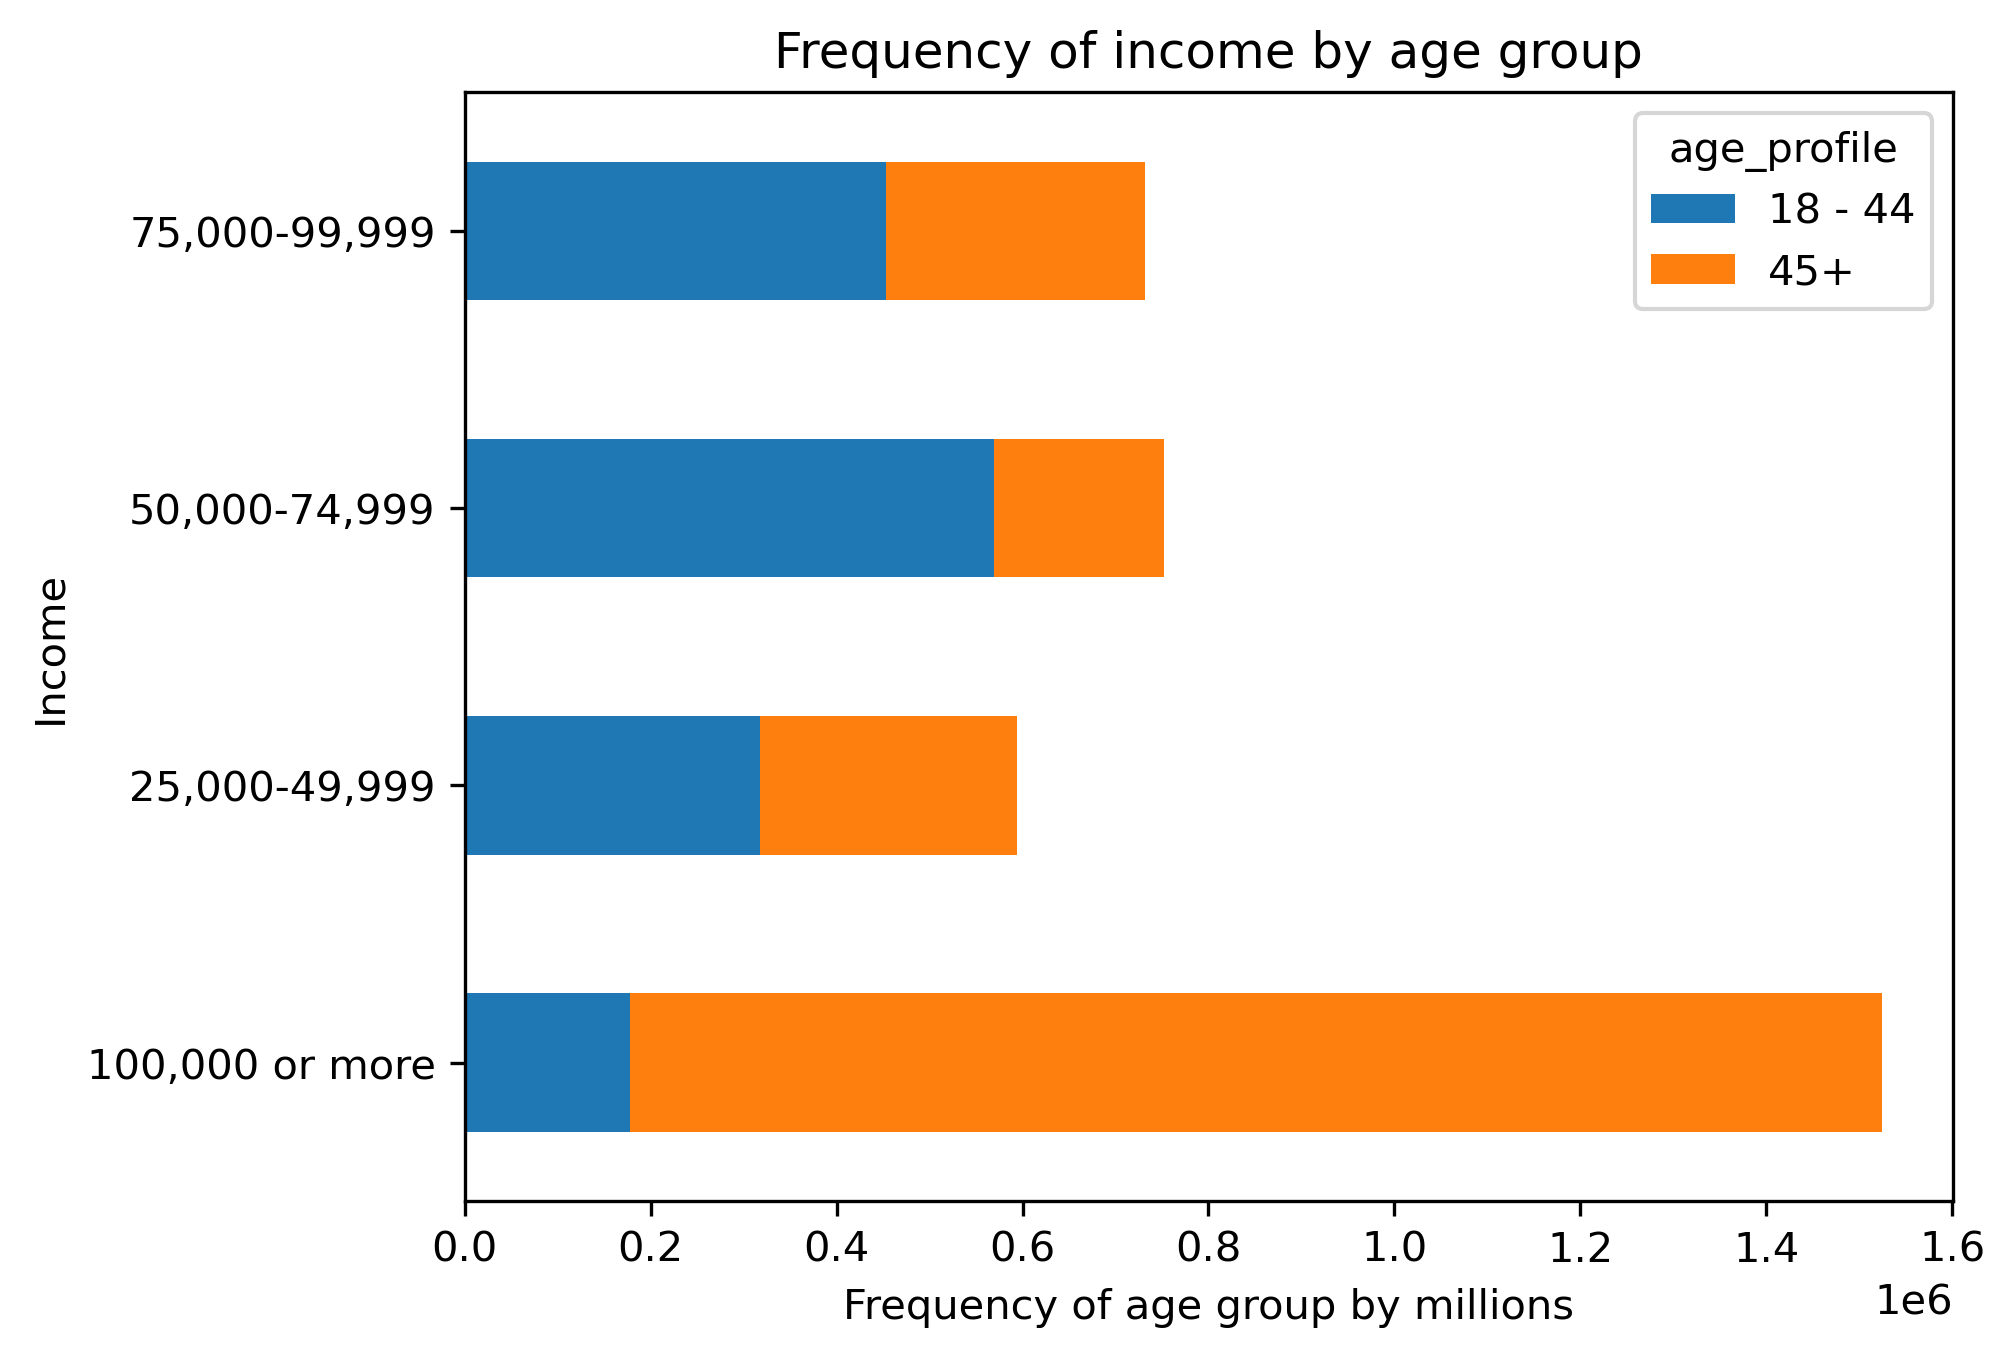 Frequency of income by age group
age_profile
18 - 44
45+
75,000-99,999
50,000-74,999
25,000-49,999
100,000 or more
Income
0.0 0.2 0.4 0.6 0.8 1.0 1.2 1.4 1.6
1e6
Frequency of age group by millions